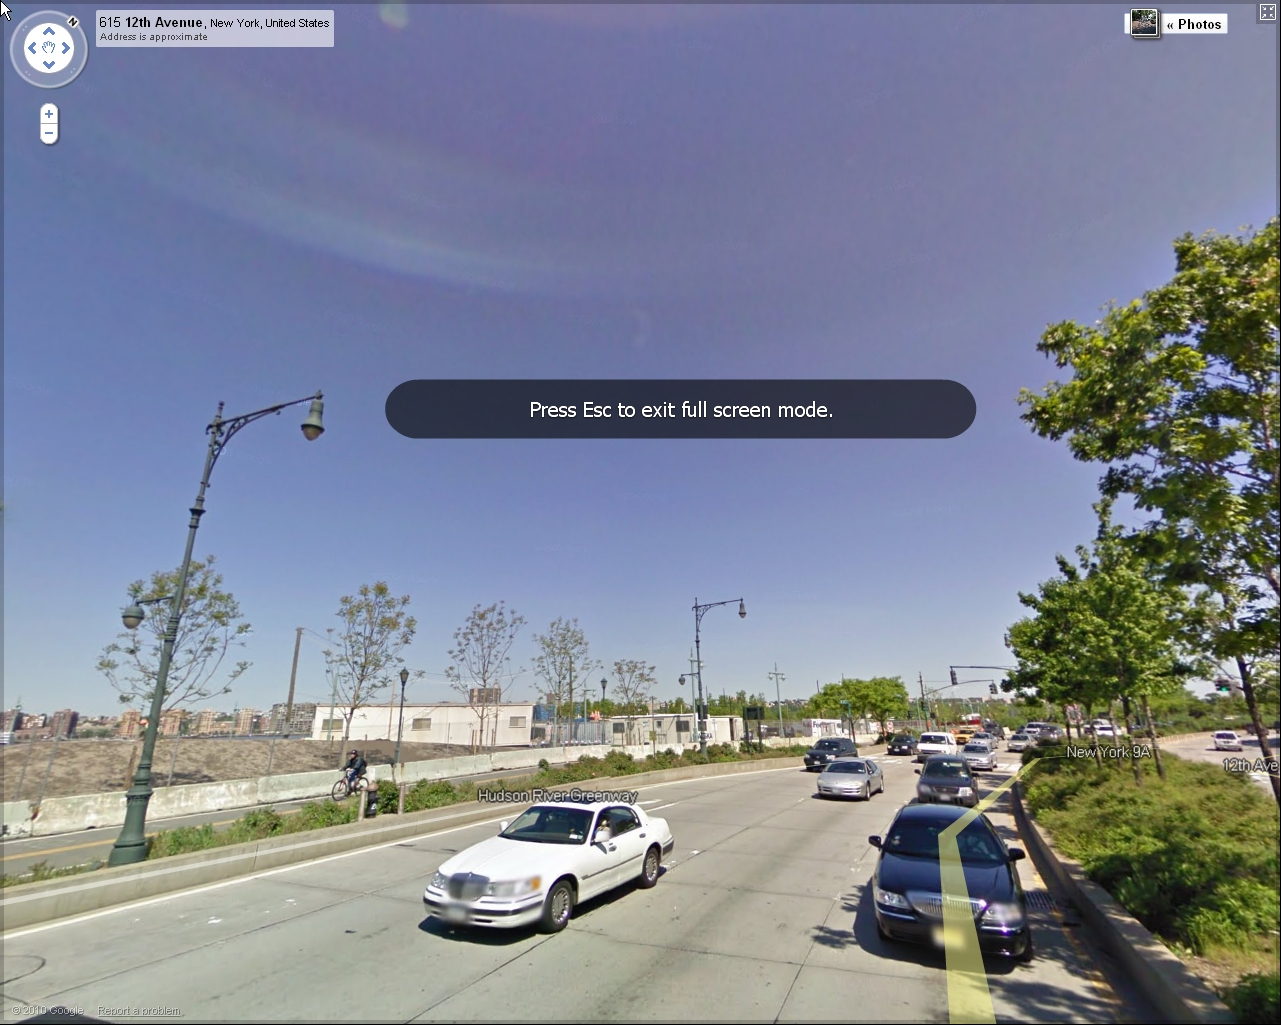 N
615 12th Avenue, New York, United States
Address is approximate
« Photos
+
−
Press Esc to exit full screen mode.
New York 9A
12th Ave
Hudson River Greenway
© 2010 Google
Report a problem